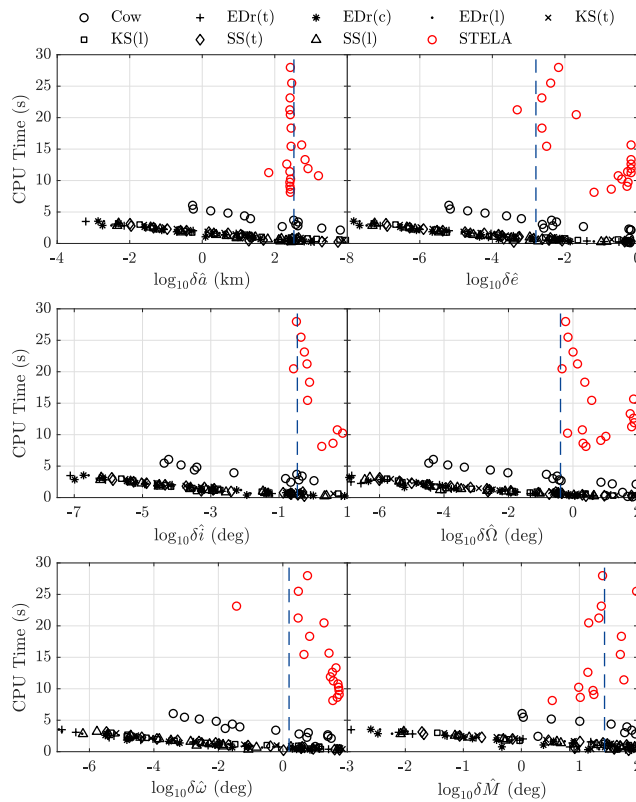 Cow EDr(t) EDr(c) EDr(l) KS(t)
KS(l) SS(t) SS(l) STELA
30
25
20
15
10
5
0
CPU Time (s)
-4 -2 0 2 4 -8 -6 -4 -2 0
log₁₀δâ (km) log₁₀δê
30
25
20
15
10
5
0
CPU Time (s)
-7 -5 -3 -1 1 -8 -6 -4 -2 0 2
log₁₀δî (deg) log₁₀δΩ̂ (deg)
30
25
20
15
10
5
0
CPU Time (s)
-6 -4 -2 0 2 -3 -2 -1 0 1 2
log₁₀δω̂ (deg) log₁₀δM̂ (deg)